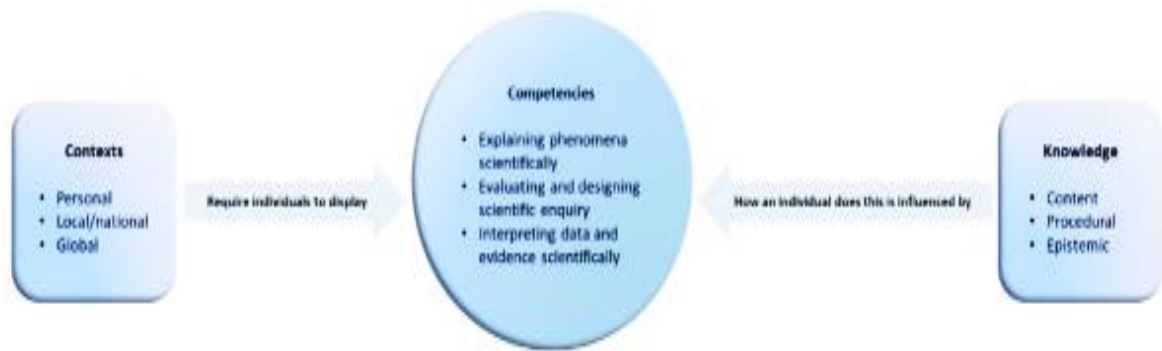 Contexts
• Personal
• Local/national
• Global
Require individuals to display
Competencies
• Explaining phenomena
scientifically
• Evaluating and designing
scientific enquiry
• Interpreting data and
evidence scientifically
How an individual does this is influenced by
Knowledge
• Content
• Procedural
• Epistemic